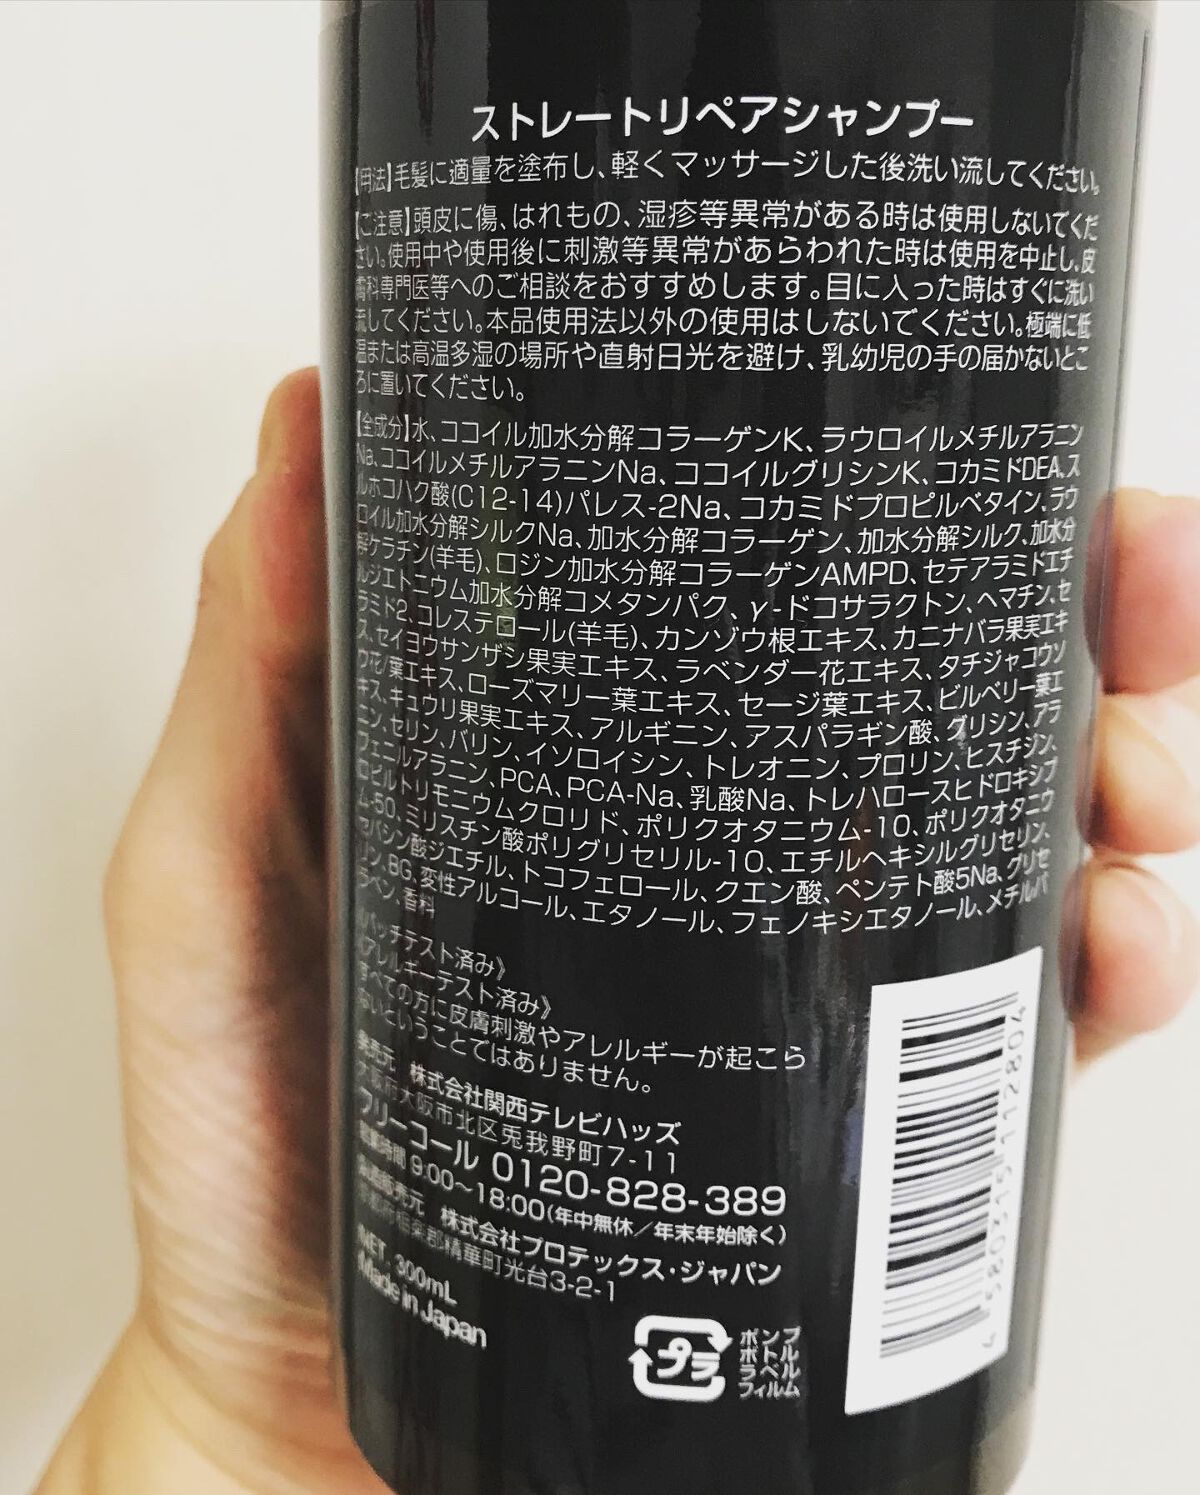 ストレートリペアシャンプー
【用法】毛髪に適量を塗布し、軽くマッサージした後洗い流してください。
【ご注意】頭皮に傷、はれもの、湿疹等異常がある時は使用しないでくだ
さい。使用中や使用後に刺激等異常があらわれた時は使用を中止し、皮
膚科専門医等へのご相談をおすすめします。目に入った時はすぐに洗い
流してください。本品使用法以外の使用はしないでください。極端に低
温または高温多湿の場所や直射日光を避け、乳幼児の手の届かないとこ
ろに置いてください。
【全成分】水、ココイル加水分解コラーゲンK、ラウロイルメチルアラニン
Na、ココイルメチルアラニンNa、ココイルグリシンK、コカミドDEA、ス
ルホコハク酸(C12-14)パレス-2Na、コカミドプロピルベタイン、ラウ
ロイル加水分解シルクNa、加水分解コラーゲン、加水分解シルク、加水分
解ケラチン(羊毛)、ロジン加水分解コラーゲンAMPD、セテアラミドエチ
ルジエトニウム加水分解コメタンパク、γ-ドコサラクトン、ヘマチン、セ
ラミド2、コレステロール(羊毛)、カンゾウ根エキス、カニナバラ果実エキ
ス、セイヨウサンザシ果実エキス、ラベンダー花エキス、タチジャコウソ
ウ花/葉エキス、ローズマリー葉エキス、セージ葉エキス、ビルベリー葉エ
キス、キュウリ果実エキス、アルギニン、アスパラギン酸、グリシン、アラ
ニン、セリン、バリン、イソロイシン、トレオニン、プロリン、ヒスチジン、
フェニルアラニン、PCA、PCA-Na、乳酸Na、トレハロースヒドロキシプ
ロピルトリモニウムクロリド、ポリクオタニウム-10、ポリクオタニウ
ム-50、ミリスチン酸ポリグリセリル-10、エチルヘキシルグリセリン、
セバシン酸ジエチル、トコフェロール、クエン酸、ペンテト酸5Na、グリセ
リン、BG、変性アルコール、エタノール、フェノキシエタノール、メチルパ
ラベン、香料
《パッチテスト済み》
《アレルギーテスト済み》
すべての方に皮膚刺激やアレルギーが起こら
ないということではありません。
発売元 株式会社関西テレビハッズ
大阪府大阪市北区兎我野町7-11
フリーコール 0120-828-389
営業時間 9:00～18:00(年中無休／年末年始除く)
製造販売元 株式会社プロテックス・ジャパン
京都府相楽郡精華町光台3-2-1
INET. 300mL
Made in Japan
プラ
ポンプ
ボトル
ラベル
フィルム